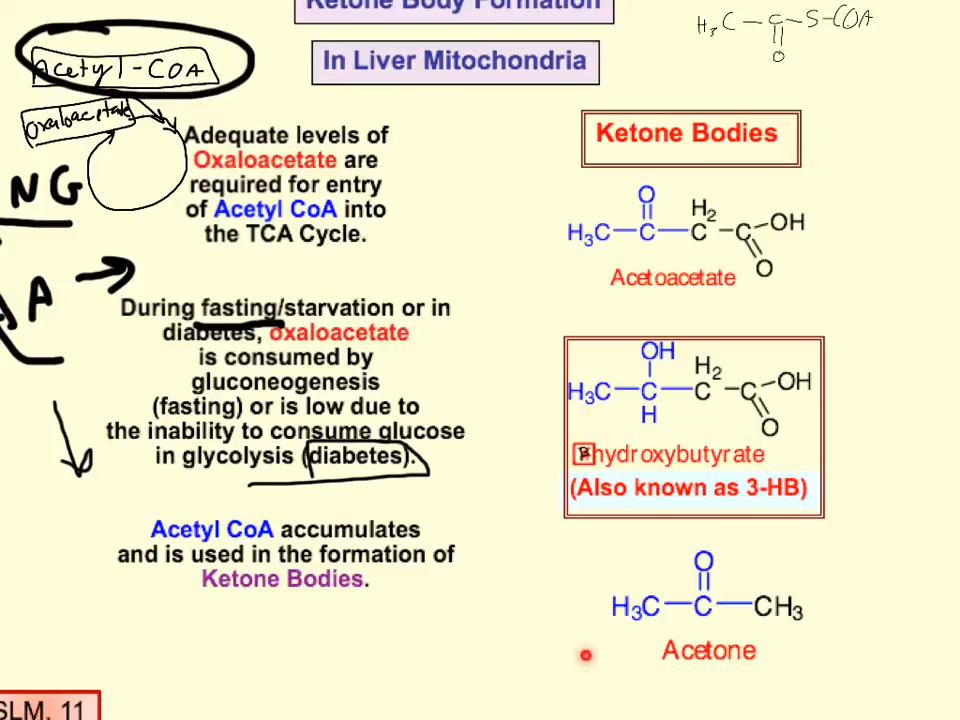 Ketone Body Formation
In Liver Mitochondria
H3C-C-S-COA
O
Acetyl-COA
Oxaloacetate
NG
A
Adequate levels of
Oxaloacetate are
required for entry
of Acetyl CoA into
the TCA Cycle.
During fasting/starvation or in
diabetes, oxaloacetate
is consumed by
gluconeogenesis
(fasting) or is low due to
the inability to consume glucose
in glycolysis (diabetes).
Acetyl CoA accumulates
and is used in the formation of
Ketone Bodies.
Ketone Bodies
O
H2
H3C—C—C–C–OH
O
Acetoacetate
OH
H2
H3C—C—C–C–OH
H
O
hydroxybutyrate
(Also known as 3-HB)
O
H3C—C—CH3
Acetone
SLM. 11